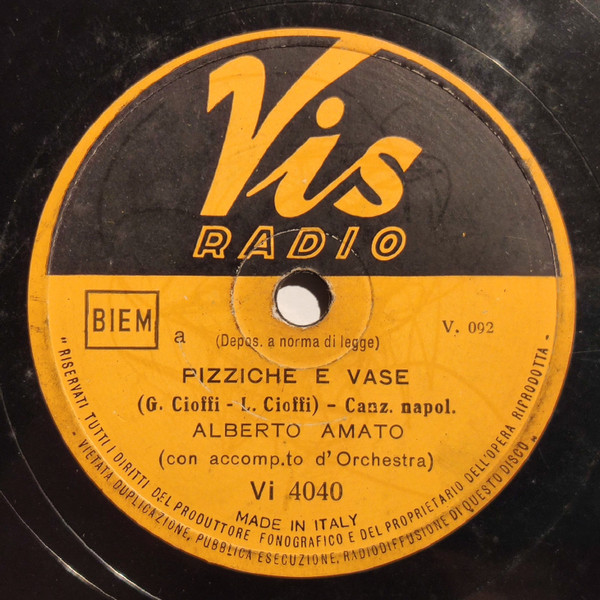 Vis
RADIO
BIEM
a
(Depos. a norma di legge)
V. 092
PIZZICHE E VASE
(G. Cioffi - L. Cioffi) - Canz. napol.
ALBERTO AMATO
(con accomp.to d'Orchestra)
Vi 4040
MADE IN ITALY
"RISERVATI TUTTI I DIRITTI DEL PRODUTTORE FONOGRAFICO E DEL PROPRIETARIO DELL'OPERA RIPRODOTTA -
- VIETATA DUPLICAZIONE, PUBBLICA ESECUZIONE, RADIODIFFUSIONE DI QUESTO DISCO"